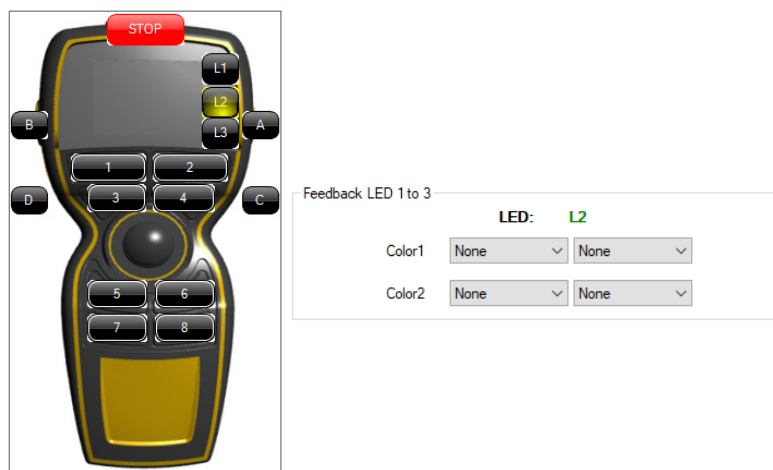 STOP
L1
L2
L3
B
A
1
2
3
4
D
C
5
6
7
8
Feedback LED 1 to 3
LED: L2
Color1 None None
Color2 None None